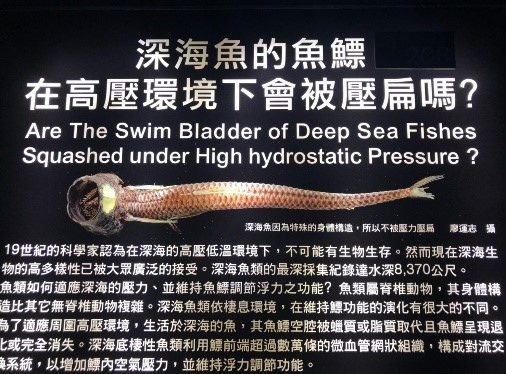 深海魚的魚鰾
在高壓環境下會被壓扁嗎?
Are The Swim Bladder of Deep Sea Fishes
Squashed under High hydrostatic Pressure ?
深海魚因為特殊的身體構造，所以不被壓力壓扁 廖運志 攝
19世紀的科學家認為在深海的高壓低溫環境下，不可能有生物生存。然而現在深海生
物的高多樣性已被大眾廣泛的接受。深海魚類的最深採集紀錄達水深8,370公尺。
魚類如何適應深海的壓力、並維持魚鰾調節浮力之功能? 魚類屬脊椎動物，其身體構
造比其它無脊椎動物複雜。深海魚類依棲息環境，在維持鰾功能的演化有很大的不同。
為了適應周圍高壓環境，生活於深海的魚，其魚鰾空腔被蠟質或脂質取代且魚鰾呈現退
化或完全消失。深海底棲性魚類利用鰾前端超過數萬條的微血管網狀組織，構成對流交
換系統，以增加鰾內空氣壓力，並維持浮力調節功能。